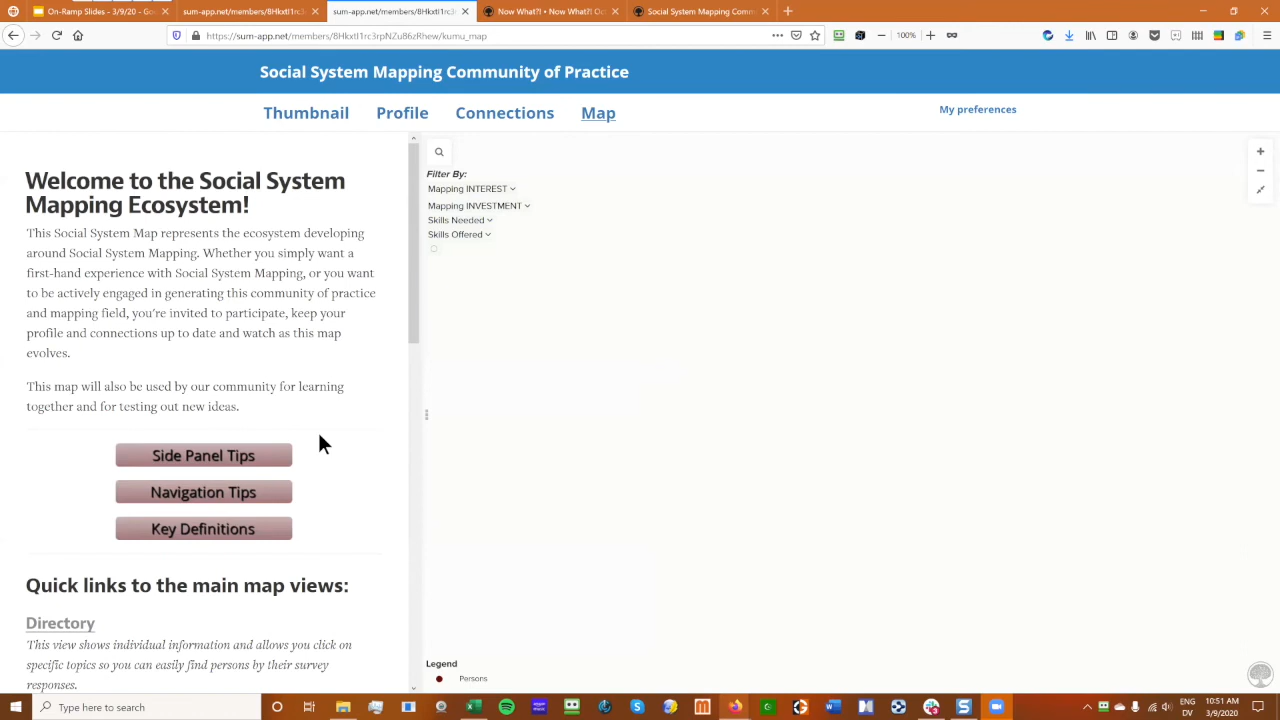 On-Ramp Slides - 3/9/20 - Go
sum-app.net/members/8Hkxtl1rc3
sum-app.net/members/8Hkxtl1rc3
Now What?! • Now What?! O
Social System Mapping Comm
https://sum-app.net/members/8Hkxtl1rc3rpNZu86zRhew/kumu_map
100%
Social System Mapping Community of Practice
Thumbnail
Profile
Connections
Map
My preferences
Welcome to the Social System
Mapping Ecosystem!
This Social System Map represents the ecosystem developing
around Social System Mapping. Whether you simply want a
first-hand experience with Social System Mapping, or you want
to be actively engaged in generating this community of practice
and mapping field, you're invited to participate, keep your
profile and connections up to date and watch as this map
evolves.
This map will also be used by our community for learning
together and for testing out new ideas.
Side Panel Tips
Navigation Tips
Key Definitions
Quick links to the main map views:
Directory
This view shows individual information and allows you click on
specific topics so you can easily find persons by their survey
responses.
Filter By:
Mapping INTEREST
Mapping INVESTMENT
Skills Needed
Skills Offered
Legend
Persons
Type here to search
ENG
DV
10:51 AM
3/9/2020